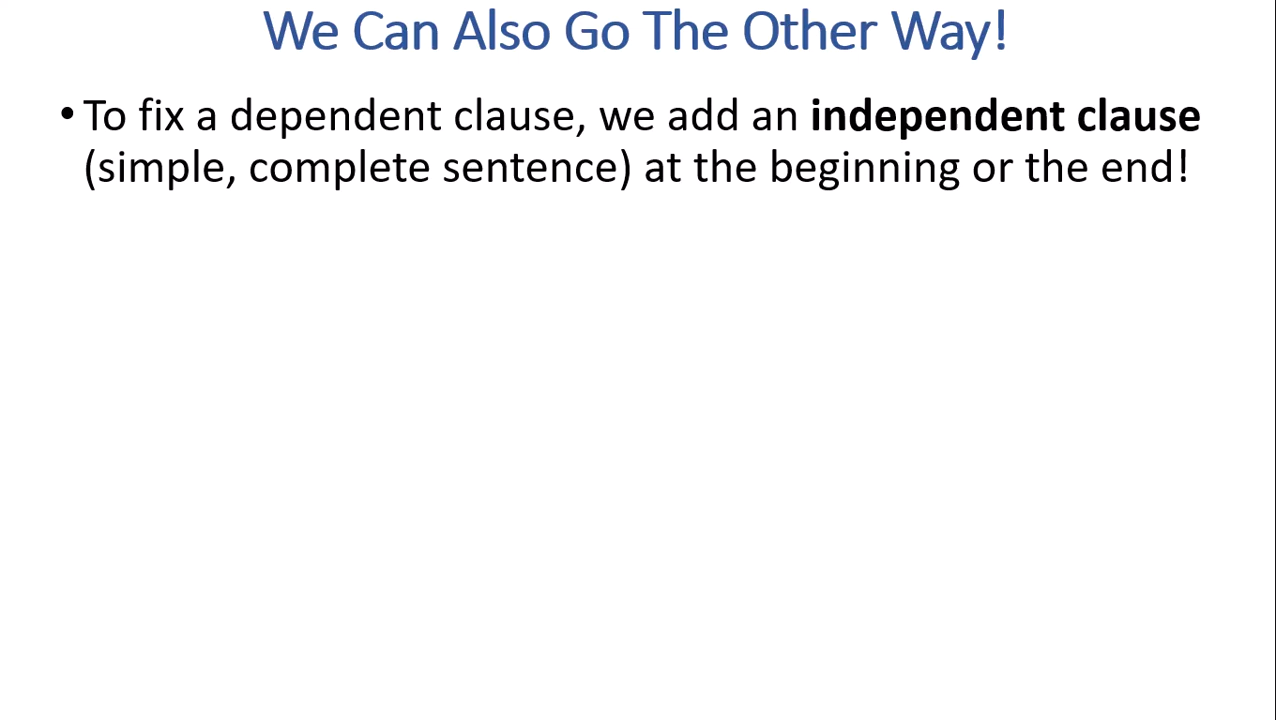 We Can Also Go The Other Way!
• To fix a dependent clause, we add an independent clause
(simple, complete sentence) at the beginning or the end!